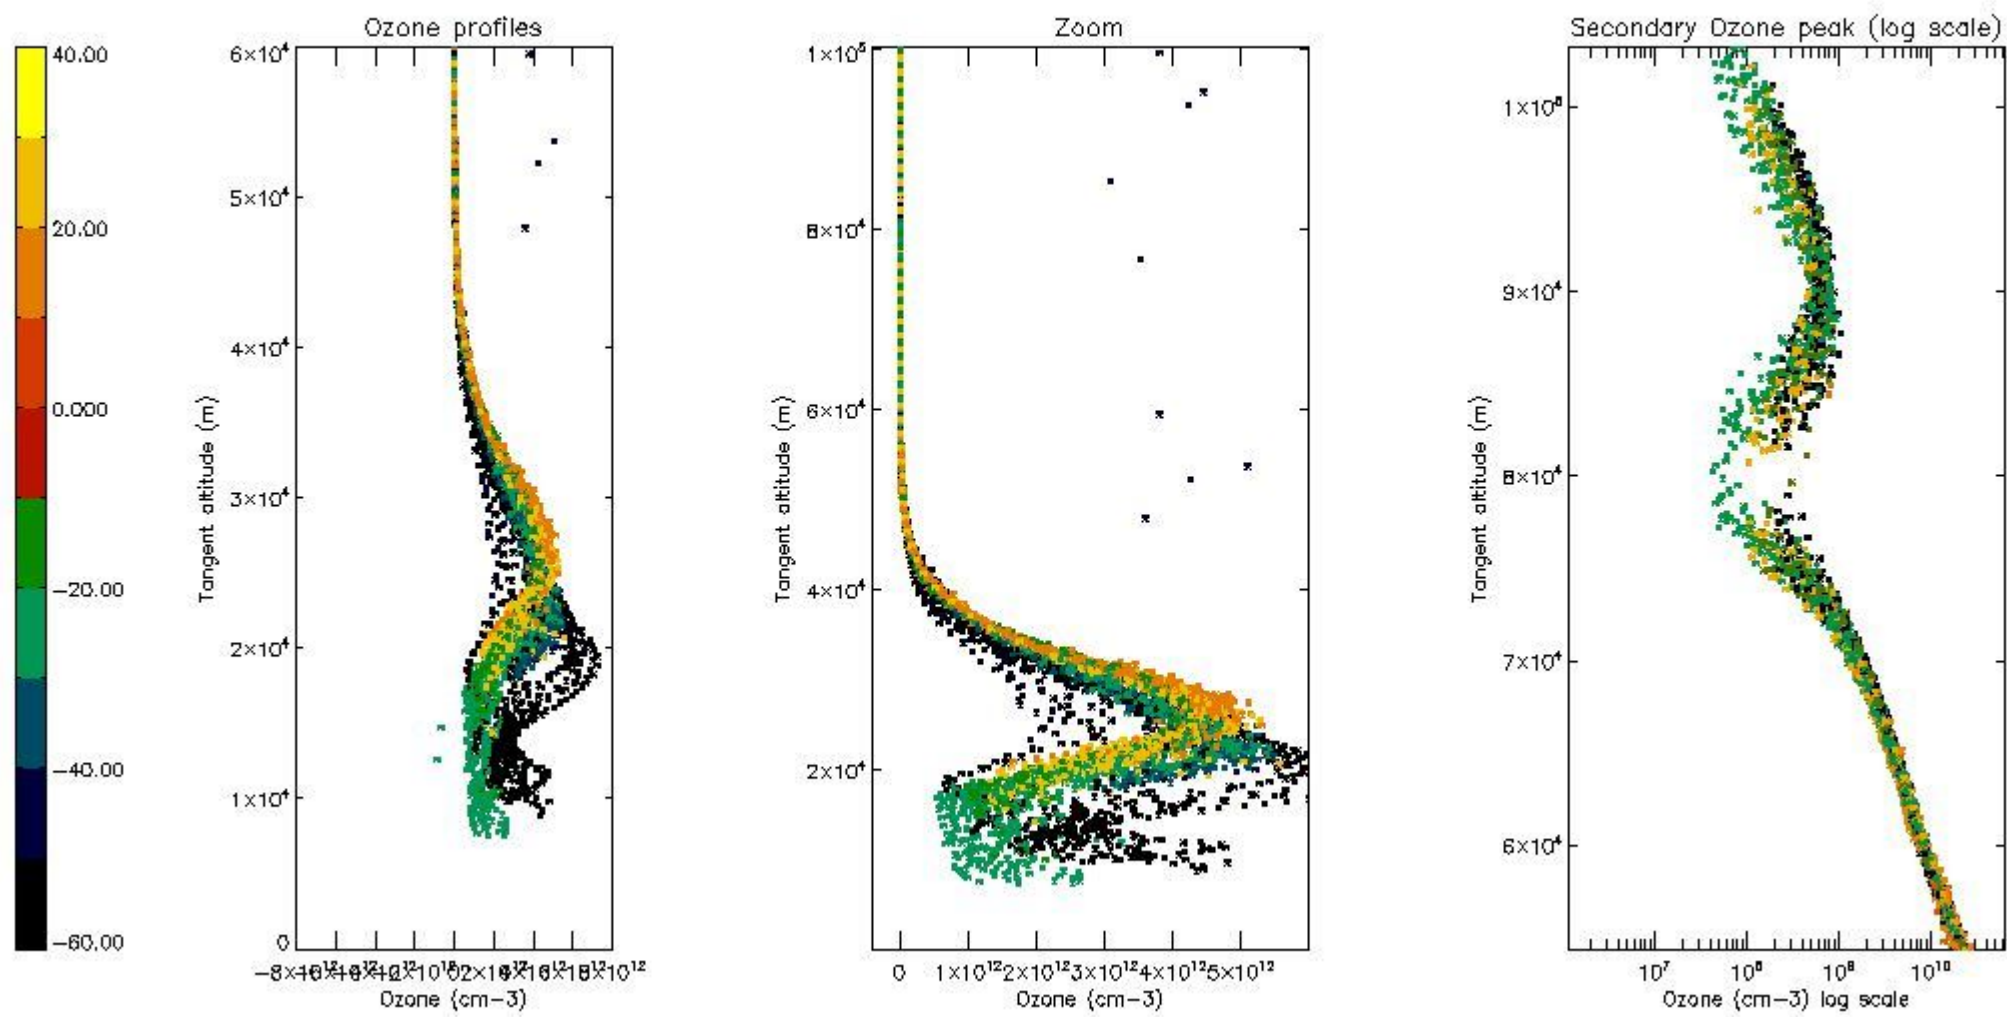 Ozone profiles
Zoom
Secondary Ozone peak (log scale)
40.00
20.00
0.000
-20.00
-40.00
-60.00
6×10⁴
5×10⁴
4×10⁴
3×10⁴
2×10⁴
1×10⁴
0
Tangent altitude (m)
Ozone (cm-3)
1×10⁵
8×10⁴
6×10⁴
4×10⁴
2×10⁴
Tangent altitude (m)
0 1×10¹² 2×10¹² 3×10¹² 4×10¹² 5×10¹²
Ozone (cm-3)
9×10⁴
8×10⁴
7×10⁴
6×10⁴
Tangent altitude (m)
10⁷ 10⁸ 10⁹ 10¹⁰
Ozone (cm-3) log scale